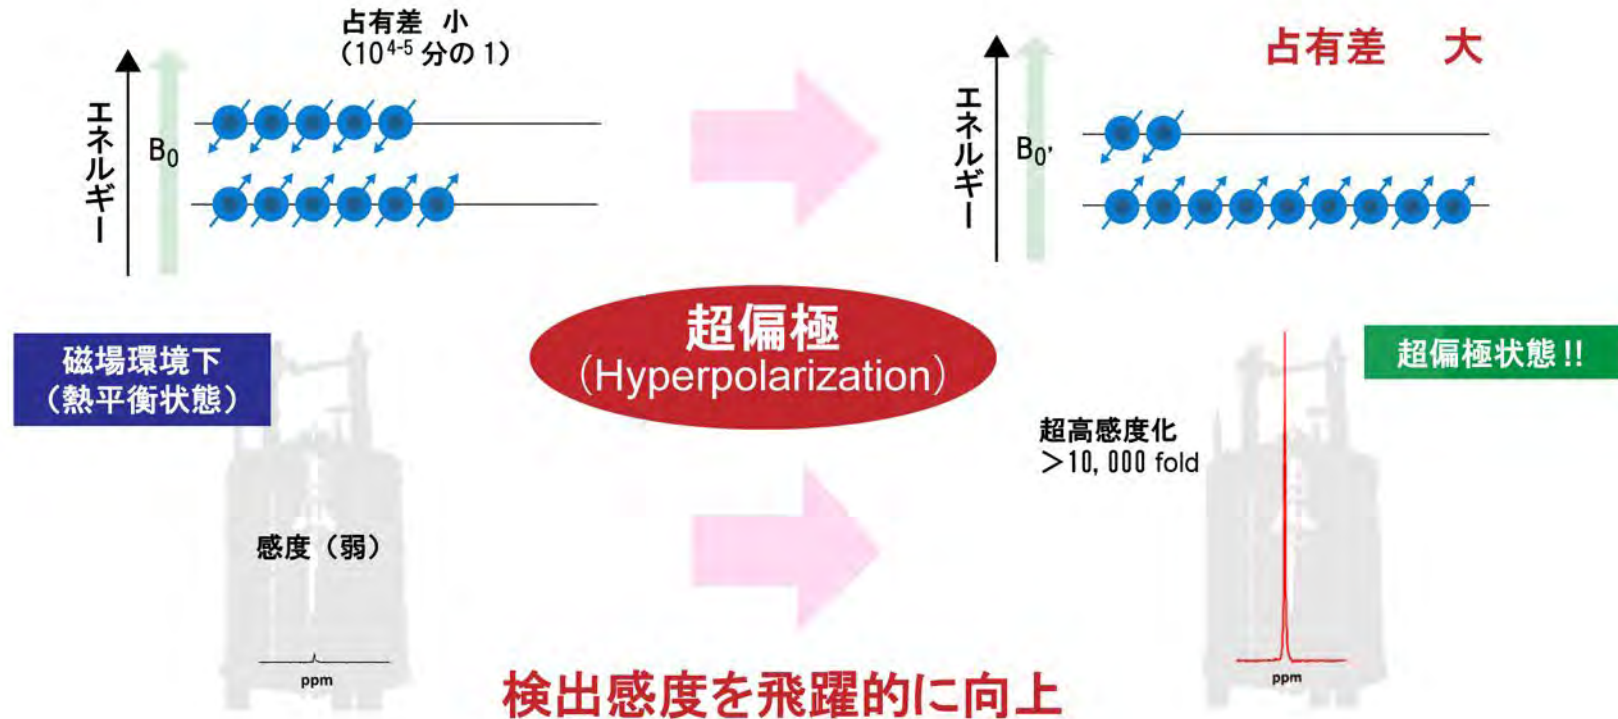 占有差 小
(10⁴⁻⁵ 分の 1)
エネルギー
B₀
占有差 大
エネルギー
B₀'
超偏極
(Hyperpolarization)
磁場環境下
(熱平衡状態)
超偏極状態!!
超高感度化
>10,000 fold
感度(弱)
ppm
ppm
検出感度を飛躍的に向上